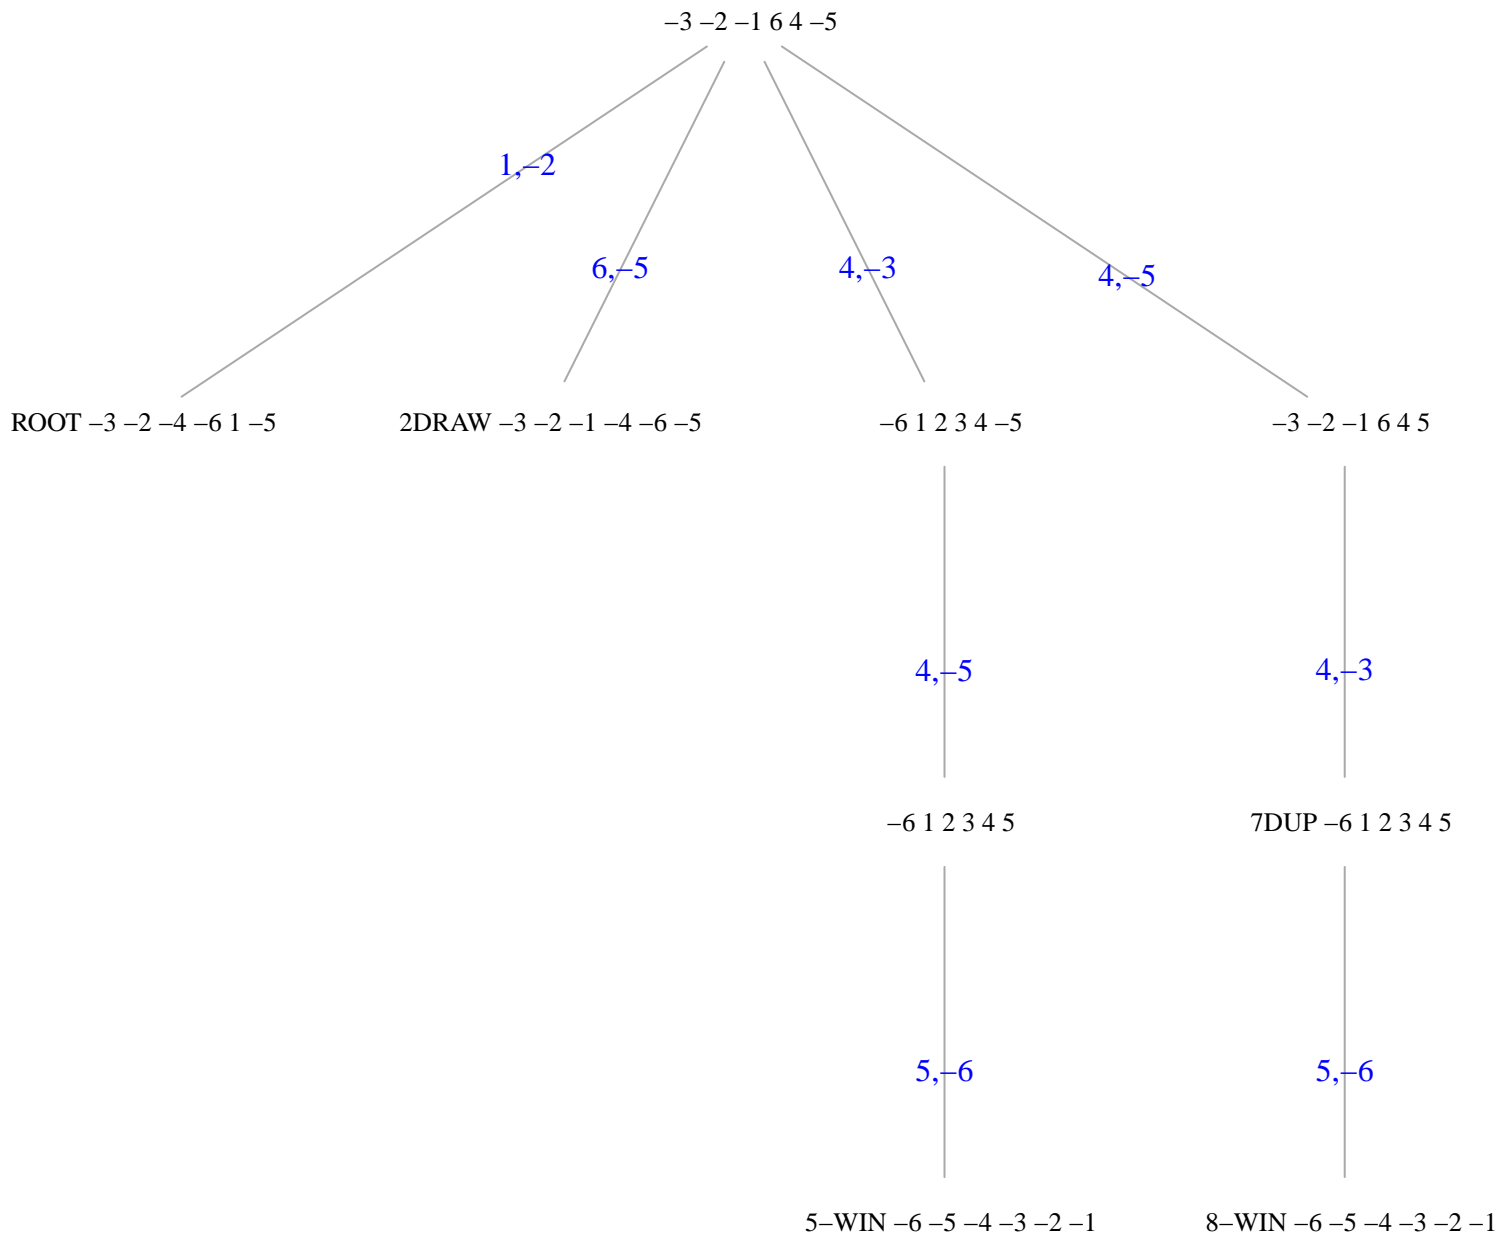 −3 −2 −1 6 4 −5
1,−2
6,−5
4,−3
4,−5
ROOT −3 −2 −4 −6 1 −5
2DRAW −3 −2 −1 −4 −6 −5
−6 1 2 3 4 −5
−3 −2 −1 6 4 5
4,−5
4,−3
−6 1 2 3 4 5
7DUP −6 1 2 3 4 5
5,−6
5,−6
5−WIN −6 −5 −4 −3 −2 −1
8−WIN −6 −5 −4 −3 −2 −1